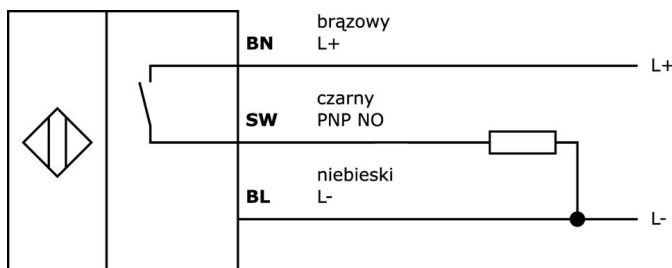 brązowy
BN L+
L+
czarny
SW PNP NO
niebieski
BL L-
L-